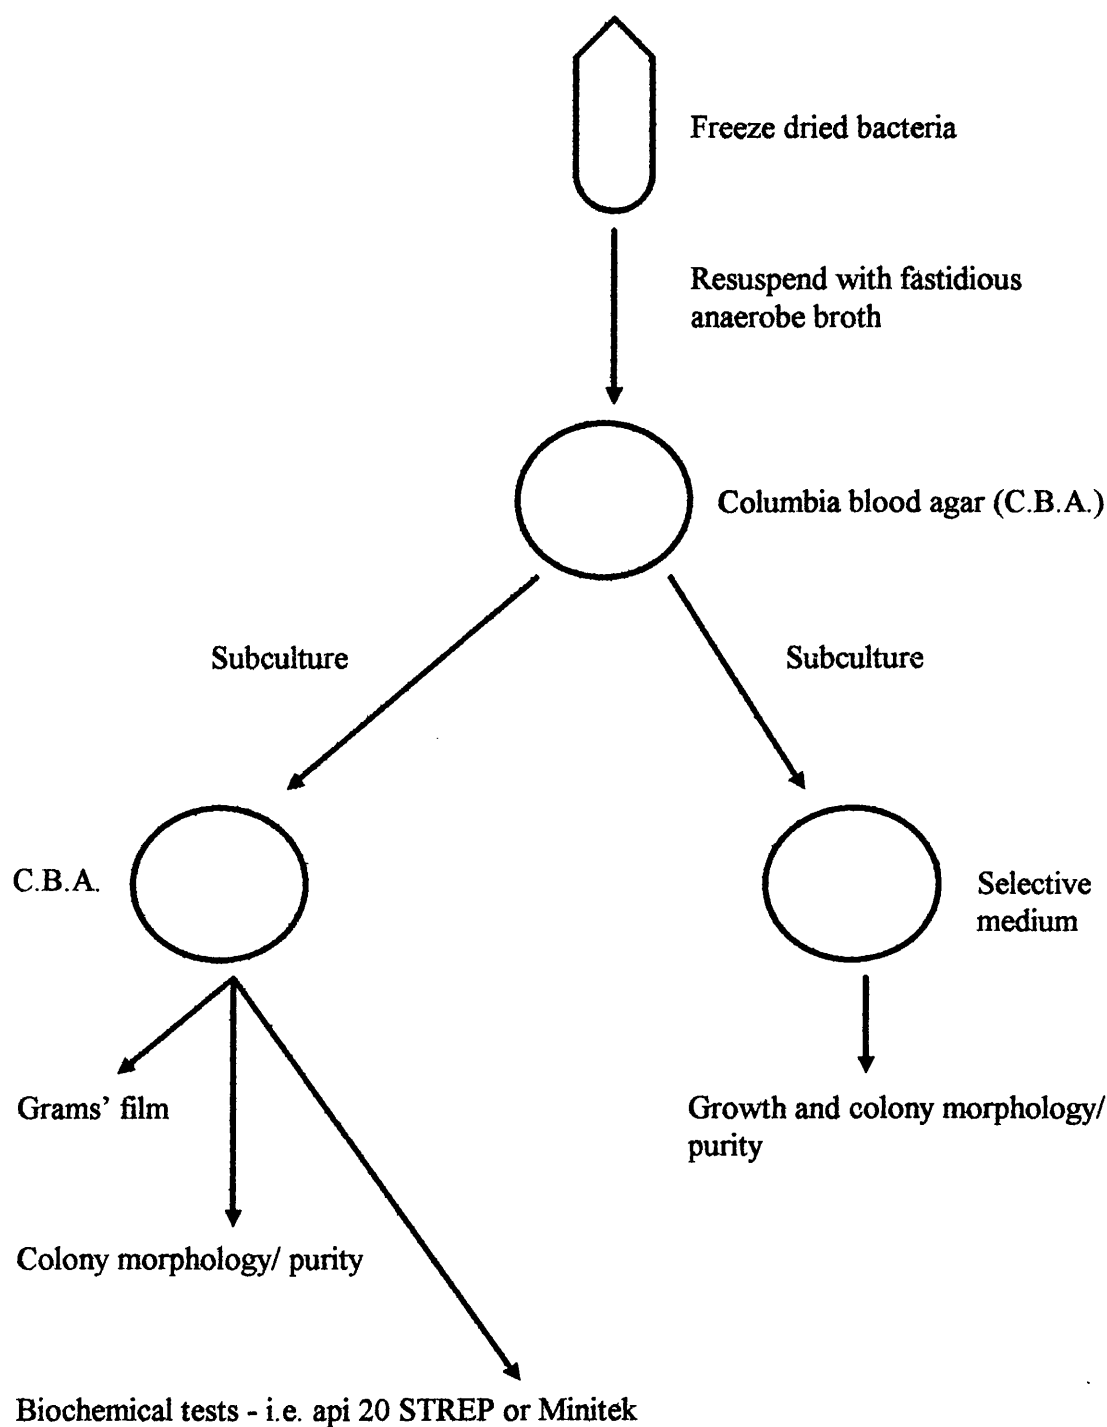 Freeze dried bacteria
Resuspend with fastidious
anaerobe broth
Columbia blood agar (C.B.A.)
Subculture
Subculture
C.B.A.
Selective
medium
Grams’ film
Growth and colony morphology/
purity
Colony morphology/ purity
Biochemical tests - i.e. api 20 STREP or Minitek